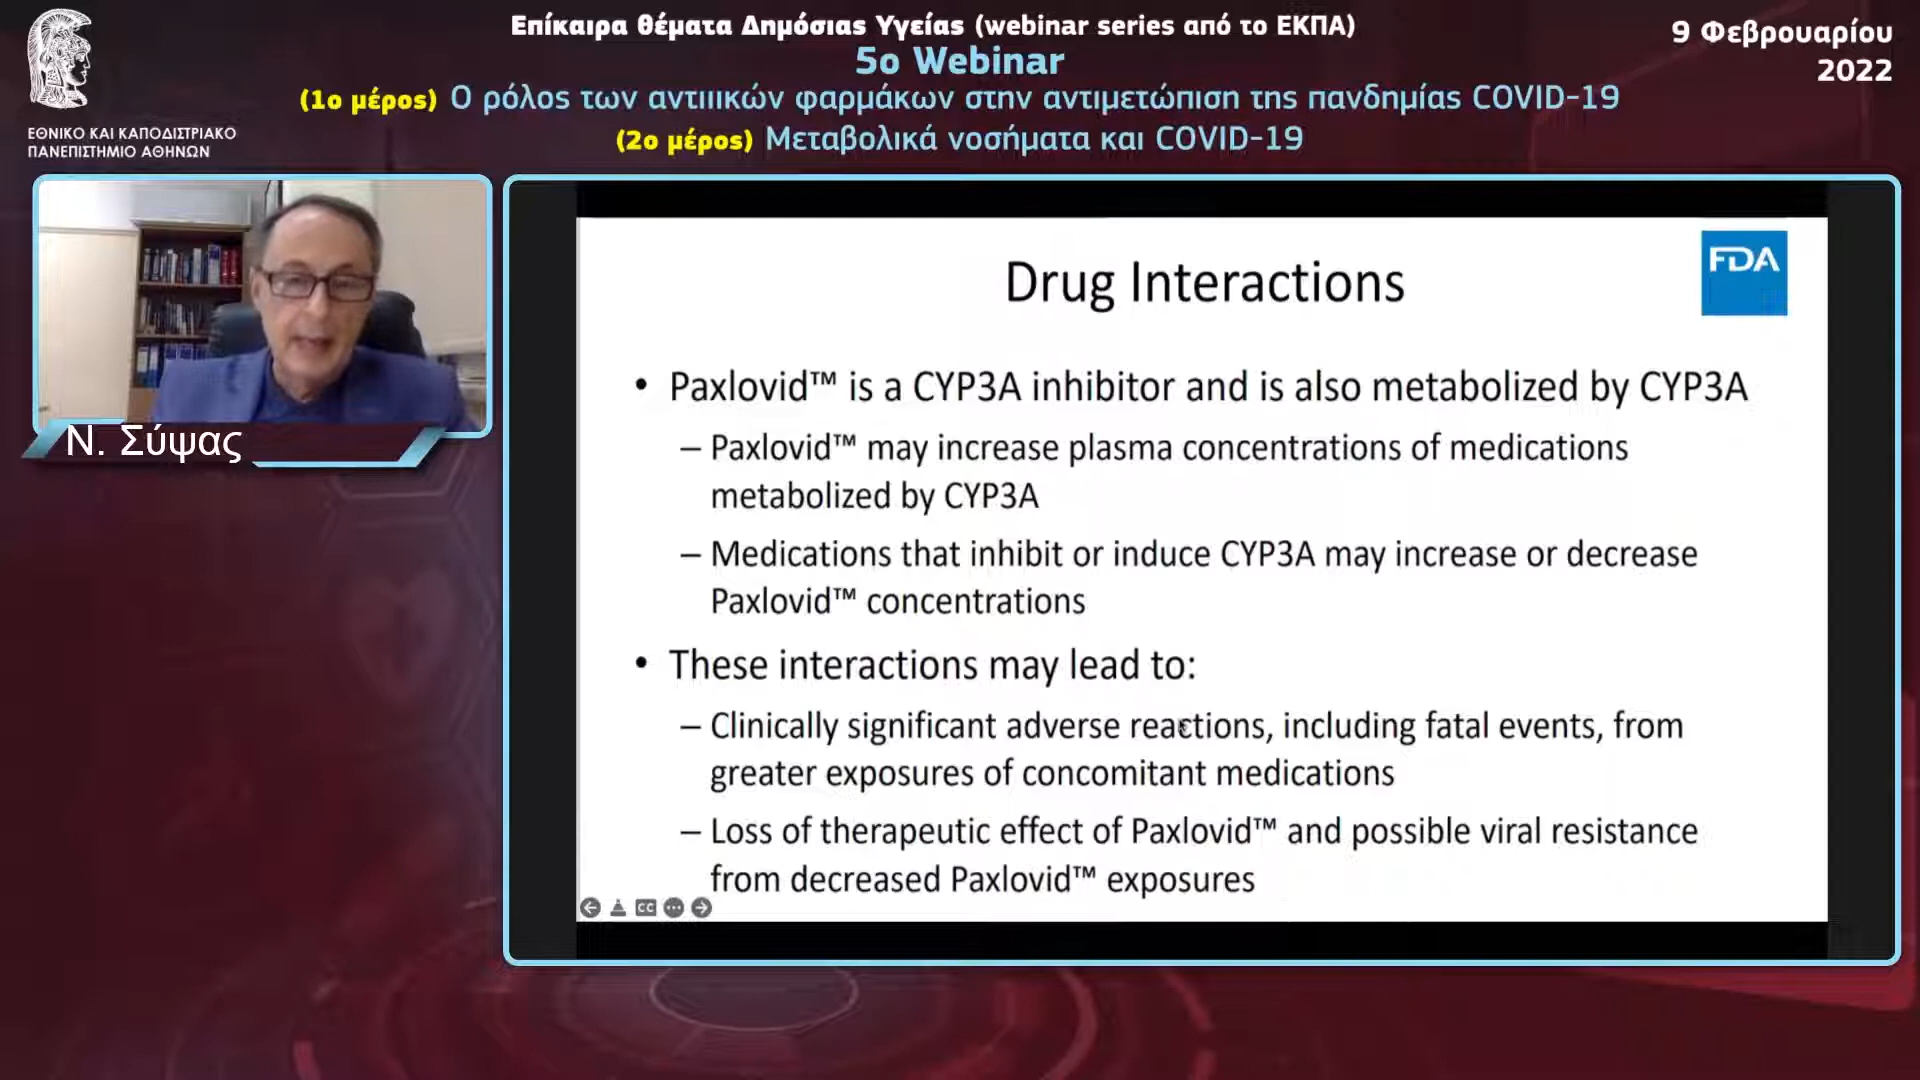 Επίκαιρα θέματα Δημόσιας Υγείας (webinar series από το ΕΚΠΑ)
5ο Webinar
(1ο μέρος) Ο ρόλος των αντιιικών φαρμάκων στην αντιμετώπιση της πανδημίας COVID-19
(2ο μέρος) Μεταβολικά νοσήματα και COVID-19
9 Φεβρουαρίου
2022
ΕΘΝΙΚΟ ΚΑΙ ΚΑΠΟΔΙΣΤΡΙΑΚΟ
ΠΑΝΕΠΙΣΤΗΜΙΟ ΑΘΗΝΩΝ
Ν. Σύψας
Drug Interactions
FDA
• Paxlovid™ is a CYP3A inhibitor and is also metabolized by CYP3A
– Paxlovid™ may increase plasma concentrations of medications
metabolized by CYP3A
– Medications that inhibit or induce CYP3A may increase or decrease
Paxlovid™ concentrations
• These interactions may lead to:
– Clinically significant adverse reactions, including fatal events, from
greater exposures of concomitant medications
– Loss of therapeutic effect of Paxlovid™ and possible viral resistance
from decreased Paxlovid™ exposures
CC